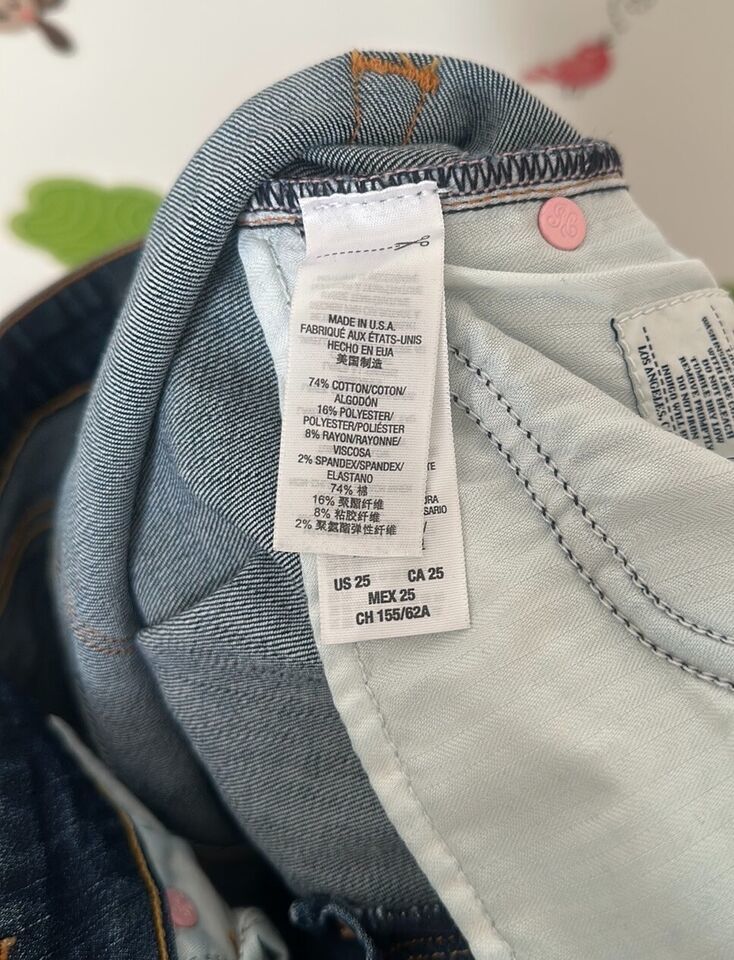 MADE IN U.S.A.
FABRIQUÉ AUX ÉTATS-UNIS
HECHO EN EUA
美国制造
74% COTTON/COTON/
ALGODÓN
16% POLYESTER/
POLYESTER/POLIÉSTER
8% RAYON/RAYONNE/
VISCOSA
2% SPANDEX/SPANDEX/
ELASTANO
74% 棉
16% 聚酯纤维
8% 粘胶纤维
2% 聚氨酯弹性纤维
US 25 CA 25
MEX 25
CH 155/62A
LOS ANGELES, C